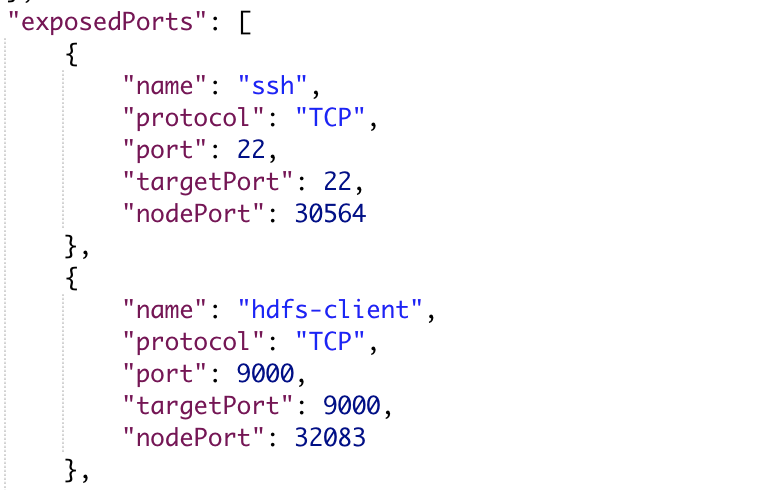 },
"exposedPorts": [
{
"name": "ssh",
"protocol": "TCP",
"port": 22,
"targetPort": 22,
"nodePort": 30564
},
{
"name": "hdfs-client",
"protocol": "TCP",
"port": 9000,
"targetPort": 9000,
"nodePort": 32083
},